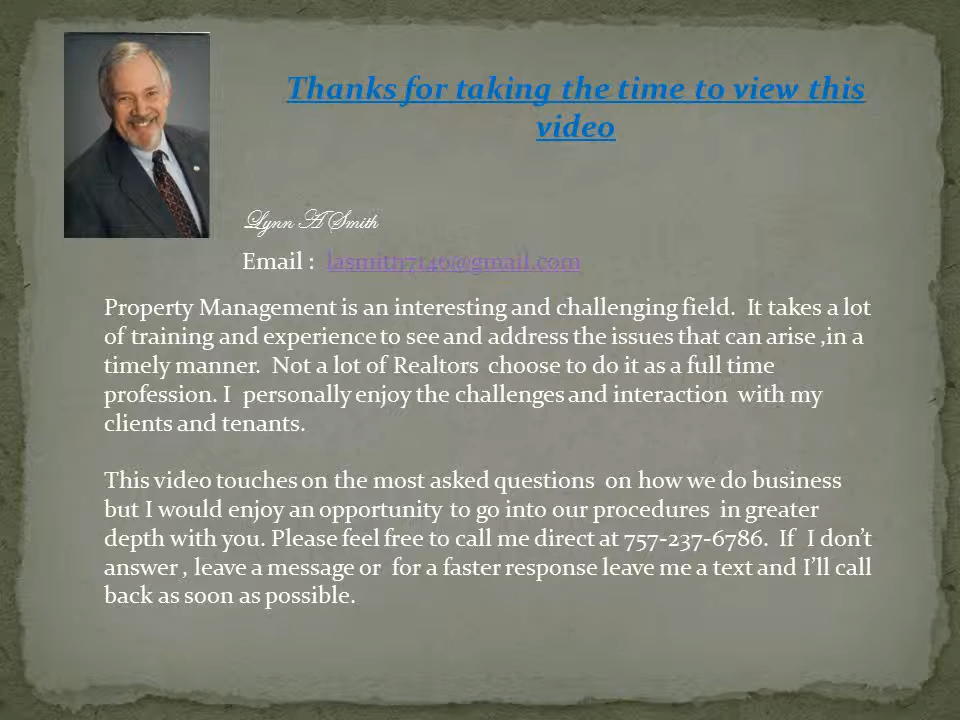 Thanks for taking the time to view this
video
Lynn A Smith
Email : lasmith7146@gmail.com
Property Management is an interesting and challenging field. It takes a lot
of training and experience to see and address the issues that can arise ,in a
timely manner. Not a lot of Realtors choose to do it as a full time
profession. I personally enjoy the challenges and interaction with my
clients and tenants.
This video touches on the most asked questions on how we do business
but I would enjoy an opportunity to go into our procedures in greater
depth with you. Please feel free to call me direct at 757-237-6786. If I don’t
answer , leave a message or for a faster response leave me a text and I’ll call
back as soon as possible.